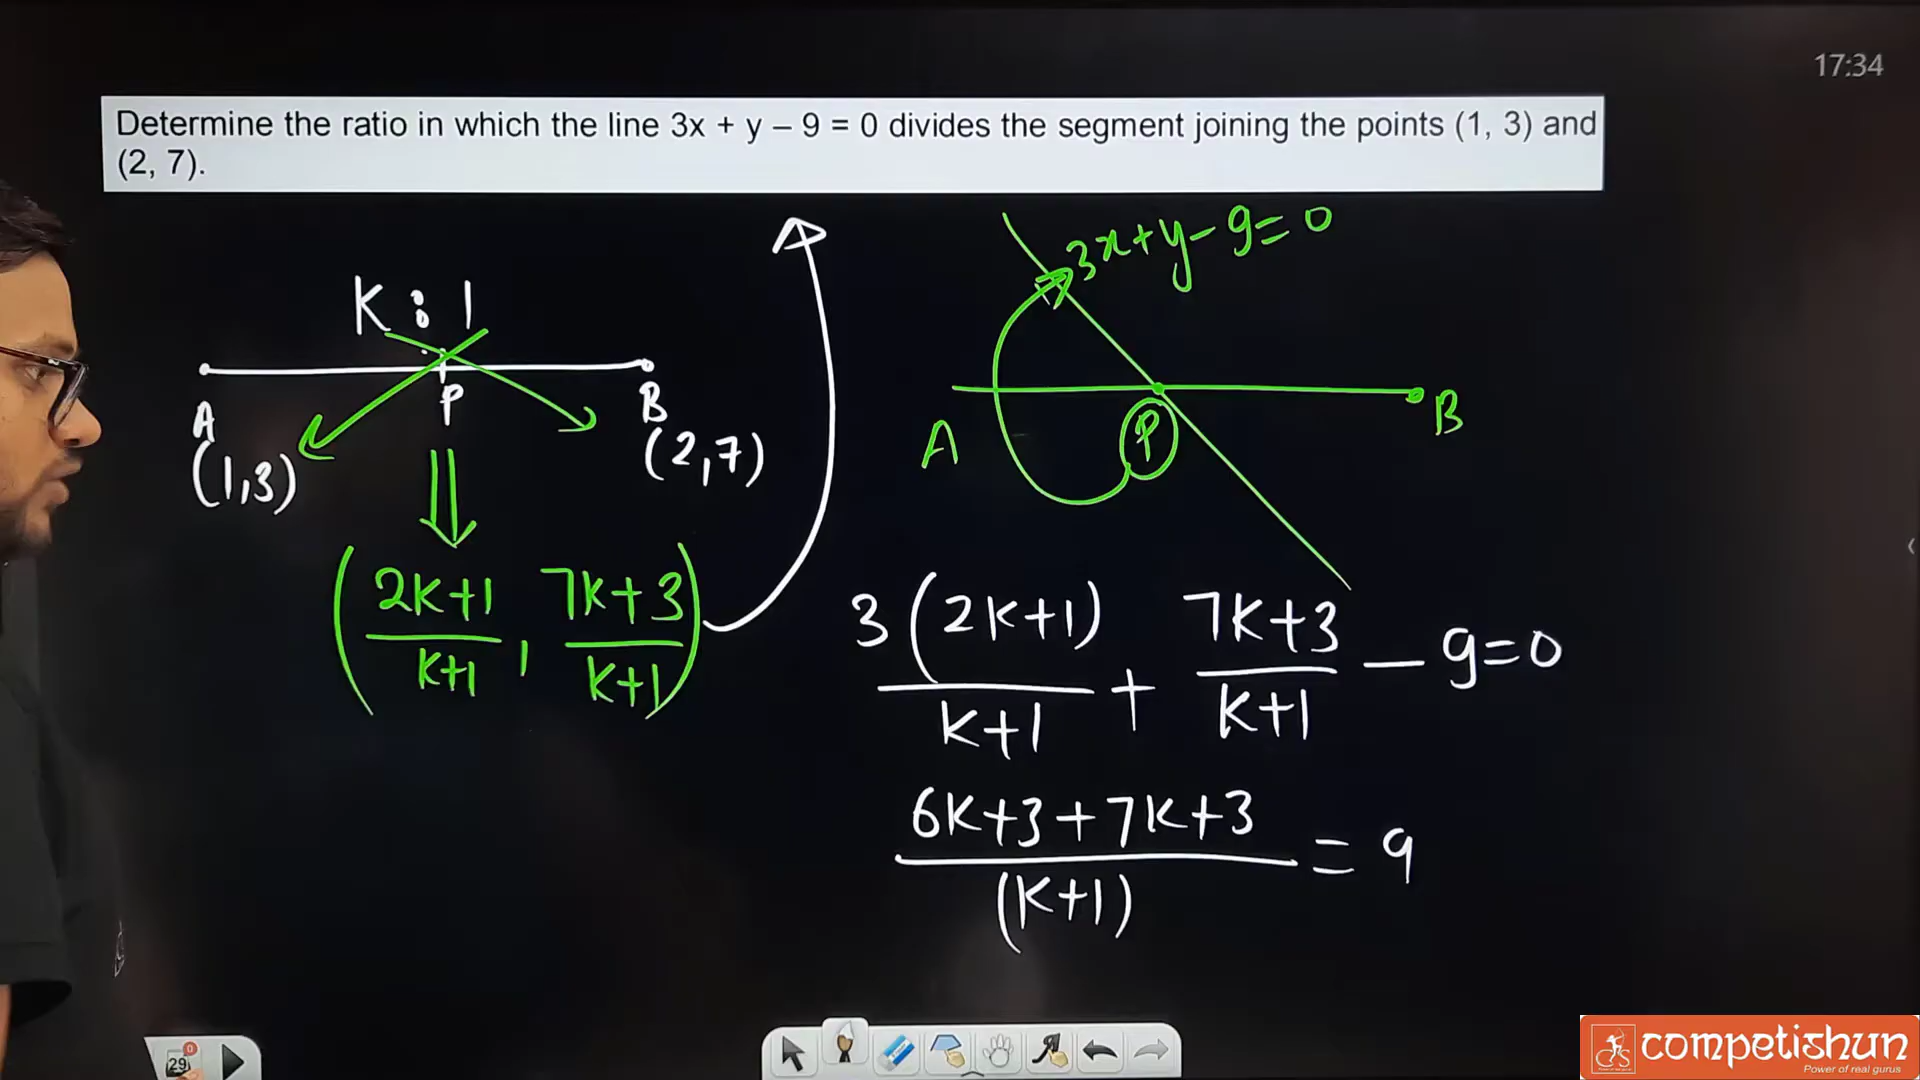 17:34
Determine the ratio in which the line 3x + y – 9 = 0 divides the segment joining the points (1, 3) and
(2, 7).
K : 1
A P B
(1,3) (2,7)
(2K+1/K+1 , 7K+3/K+1)
3x+y-9=0
A P B
3(2K+1)/K+1 + 7K+3/K+1 – 9=0
6K+3+7K+3/(K+1) = 9
29
0
competishun
Power of real gurus